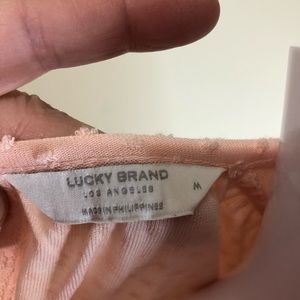 LUCKY BRAND
LOS ANGELES
M
MADE IN PHILIPPINES